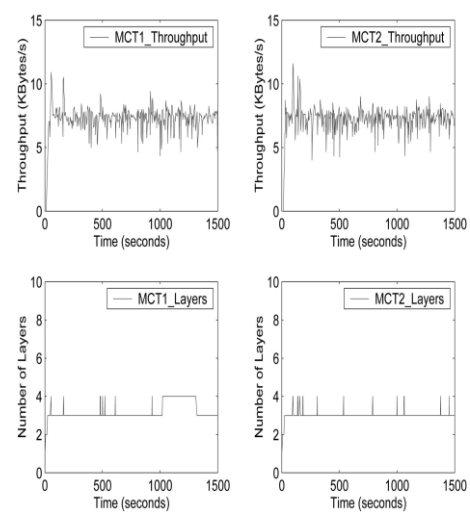 15
10
5
0
Throughput (KBytes/s)
MCT1_Throughput
0 500 1000 1500
Time (seconds)
15
10
5
0
Throughput (KBytes/s)
MCT2_Throughput
0 500 1000 1500
Time (seconds)
10
8
6
4
2
0
Number of Layers
MCT1_Layers
0 500 1000 1500
Time (seconds)
10
8
6
4
2
0
Number of Layers
MCT2_Layers
0 500 1000 1500
Time (seconds)